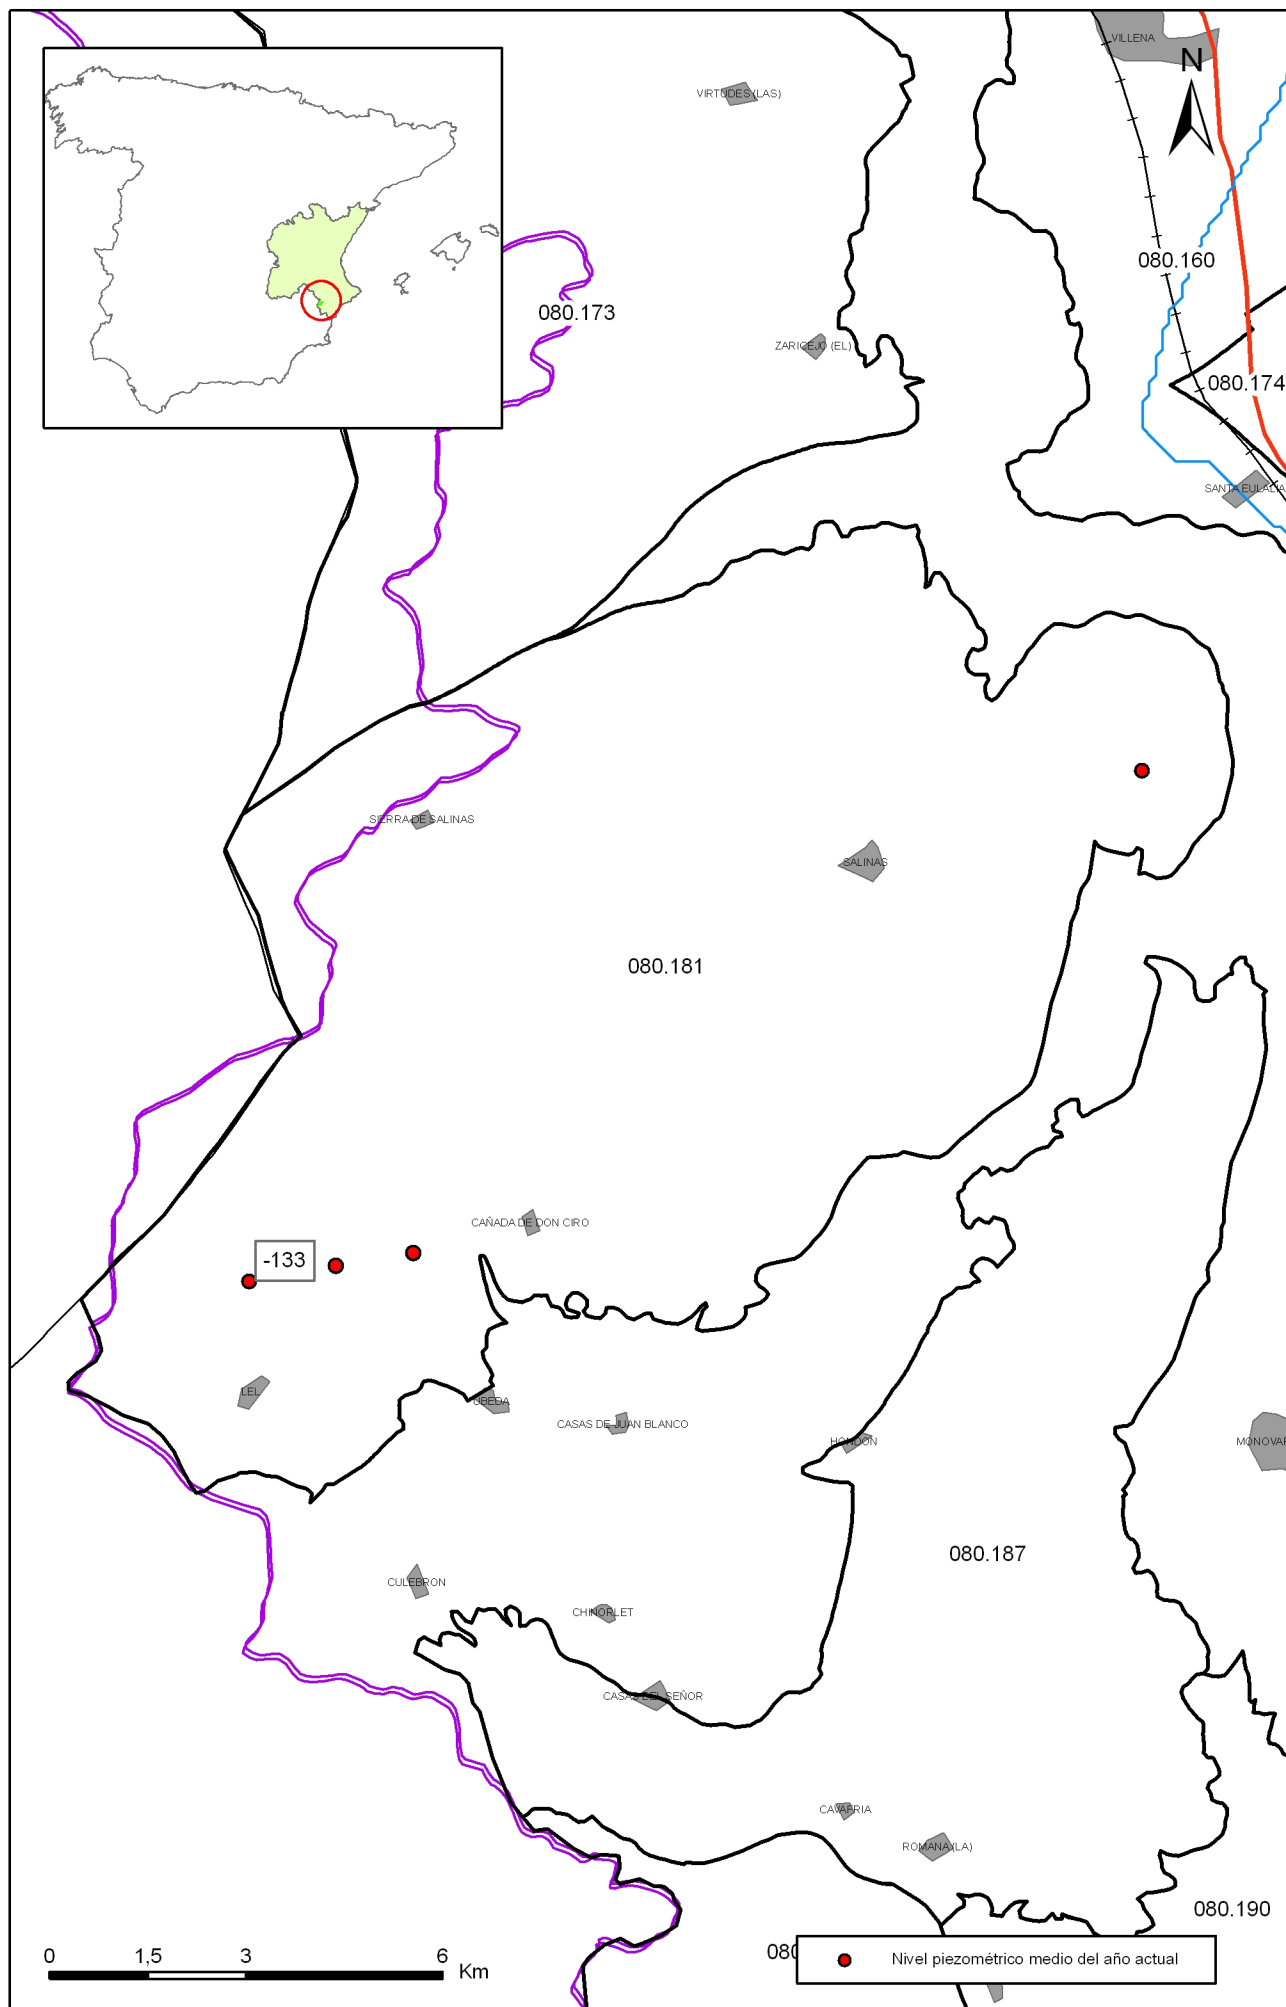 VILLENA
N
VIRTUDES (LAS)
080.160
080.173
ZARICEJO (EL)
080.174
SANTA EULALIA
SIERRA DE SALINAS
SALINAS
080.181
CAÑADA DE DON CIRO
-133
LEL
UBEDA
CASAS DE JUAN BLANCO
HONDON
MONOVAR
080.187
CULEBRON
CHINORLET
CASAS DEL SEÑOR
CAVAFRIA
ROMANA (LA)
080.190
0 1,5 3 6 Km
080
Nivel piezométrico medio del año actual